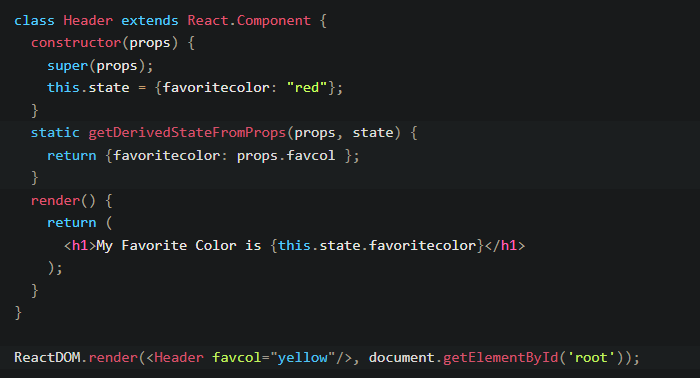 class Header extends React.Component {
  constructor(props) {
    super(props);
    this.state = {favoritecolor: "red"};
  }
  static getDerivedStateFromProps(props, state) {
    return {favoritecolor: props.favcol };
  }
  render() {
    return (
      <h1>My Favorite Color is {this.state.favoritecolor}</h1>
    );
  }
}

ReactDOM.render(<Header favcol="yellow"/>, document.getElementById('root'));